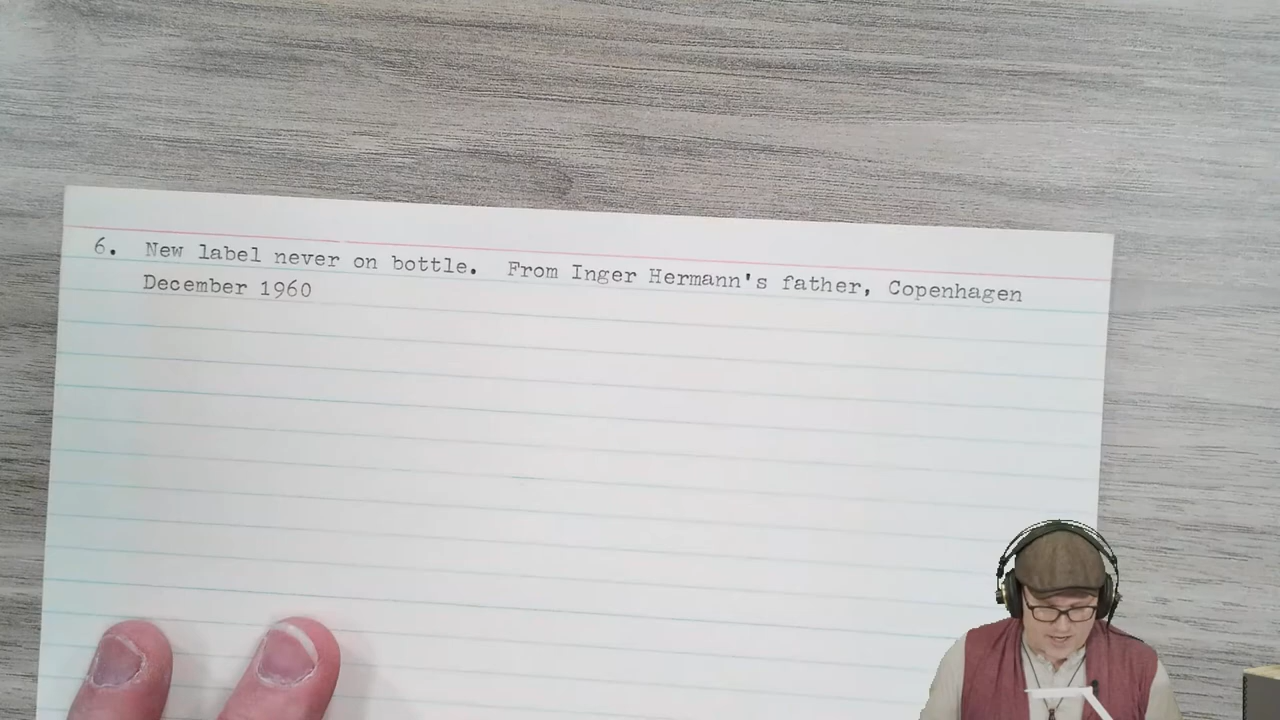 6. New label never on bottle. From Inger Hermann's father, Copenhagen
December 1960